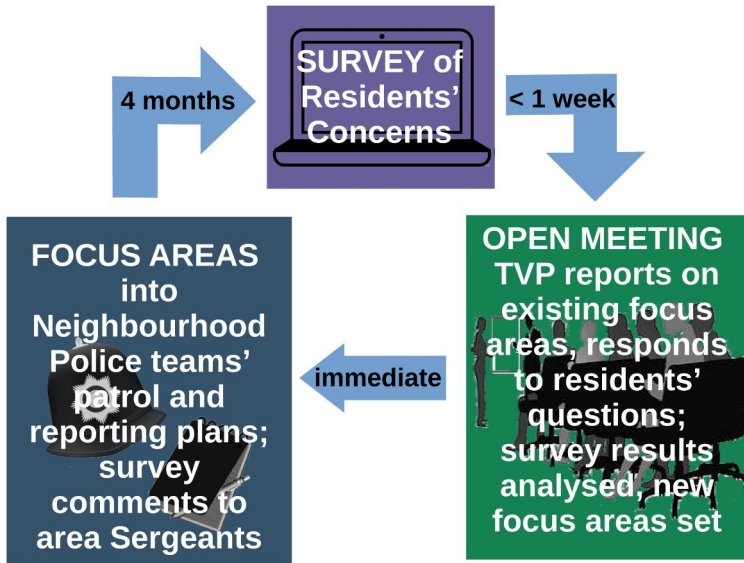 SURVEY of
Residents’
Concerns
4 months
< 1 week
OPEN MEETING
TVP reports on
existing focus
areas, responds
to residents’
questions;
survey results
analysed, new
focus areas set
immediate
FOCUS AREAS
into
Neighbourhood
Police teams’
patrol and
reporting plans;
survey
comments to
area Sergeants